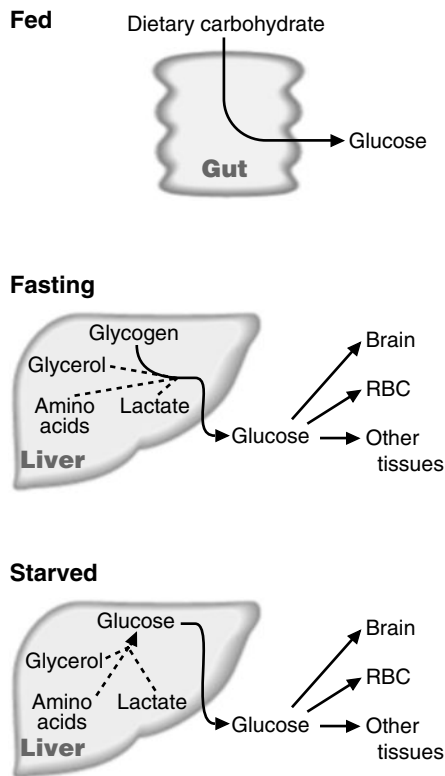 Fed
Dietary carbohydrate
Glucose
Gut
Fasting
Glycogen
Glycerol
Amino
acids
Lactate
Liver
Glucose
Brain
RBC
Other
tissues
Starved
Glucose
Glycerol
Amino
acids
Lactate
Liver
Glucose
Brain
RBC
Other
tissues